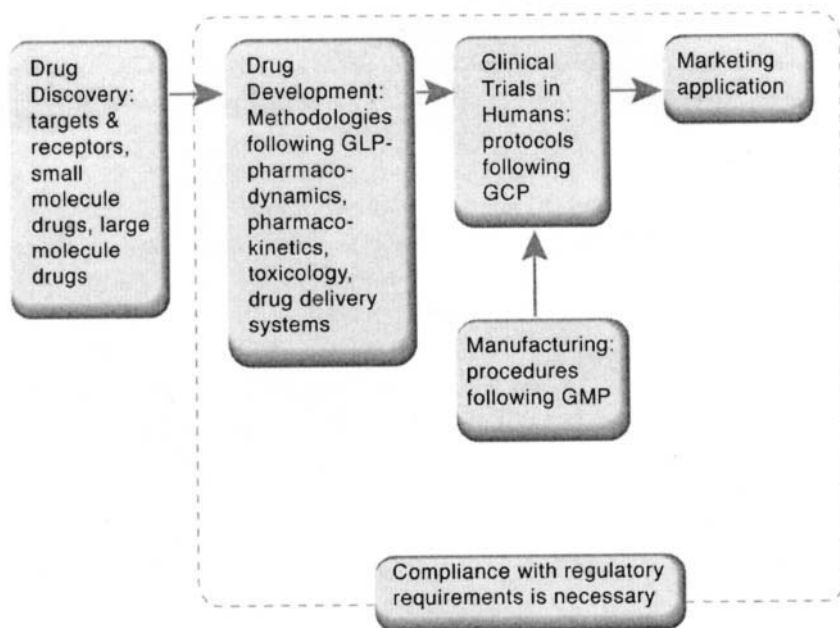 Drug
Discovery:
targets &
receptors,
small
molecule
drugs, large
molecule
drugs
Drug
Development:
Methodologies
following GLP-
pharmaco-
dynamics,
pharmaco-
kinetics,
toxicology,
drug delivery
systems
Clinical
Trials in
Humans:
protocols
following
GCP
Marketing
application
Manufacturing:
procedures
following GMP
Compliance with regulatory
requirements is necessary